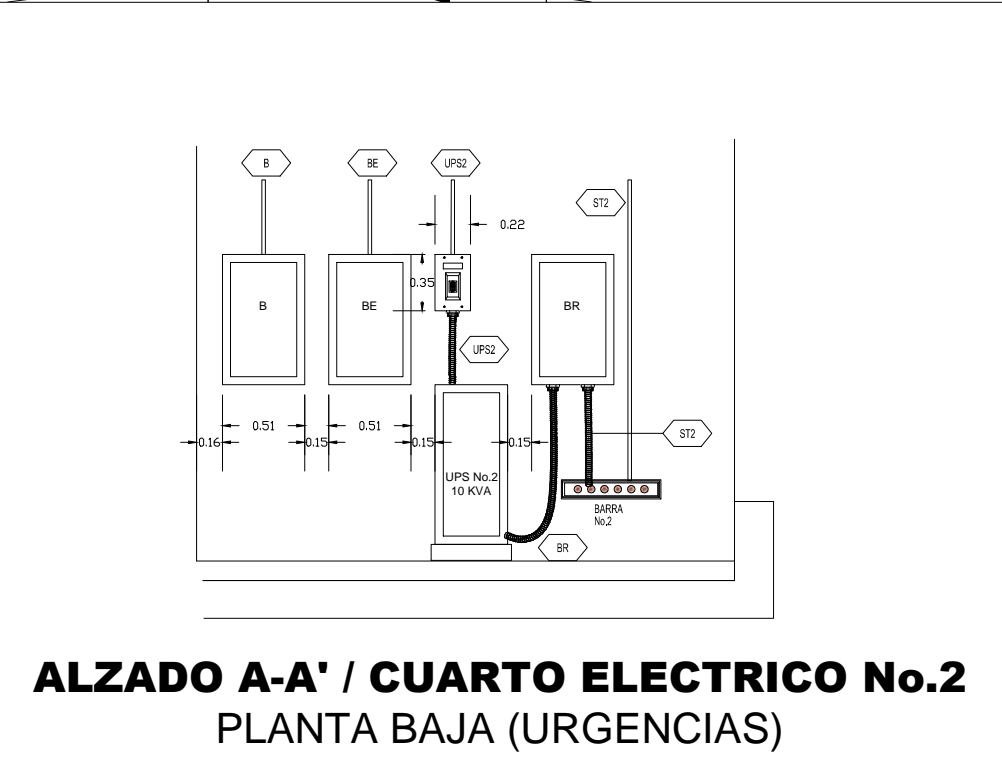 B
BE
UPS2
ST2
0.22
0.35
B
BE
BR
UPS2
0.51
0.51
0.16
0.15
0.15
0.15
ST2
UPS No.2
10 KVA
BARRA
No.2
BR
ALZADO A-A' / CUARTO ELECTRICO No.2
PLANTA BAJA (URGENCIAS)